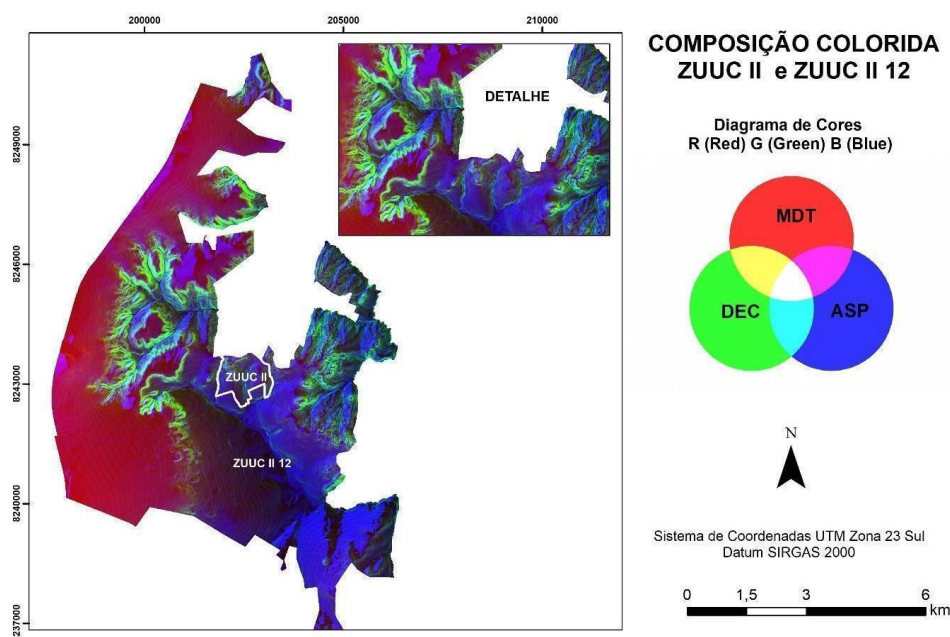 200000
205000
210000
8249000
8246000
8243000
8240000
237000
DETALHE
ZUUC II
ZUUC II 12
COMPOSIÇÃO COLORIDA
ZUUC II e ZUUC II 12
Diagrama de Cores
R (Red) G (Green) B (Blue)
MDT
DEC
ASP
N
Sistema de Coordenadas UTM Zona 23 Sul
Datum SIRGAS 2000
0 1,5 3 6
km